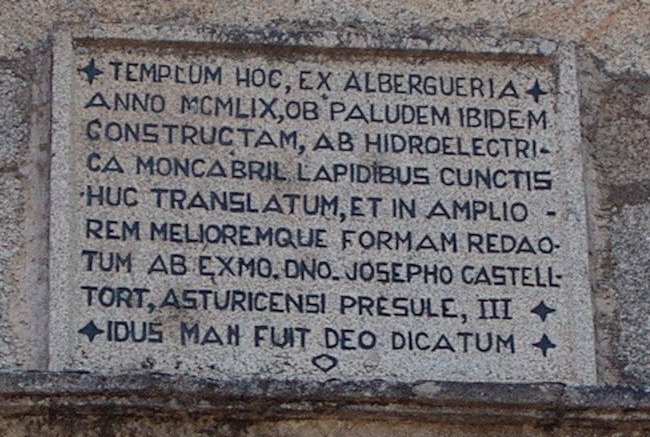 TEMPLUM HOC, EX ALBERGUERIA
ANNO MCMLIX, OB PALUDEM IBIDEM
CONSTRUCTAM, AB HIDROELECTRI-
CA MONCABRIL LAPIDIBUS CUNCTIS
HUC TRANSLATUM, ET IN AMPLIO-
REM MELIOREMQUE FORMAM REDAC-
TUM AB EXMO. DNO. JOSEPHO CASTELL-
TORT, ASTURICENSI PRESULE, III
IDUS MAH FUIT DEO DICATUM